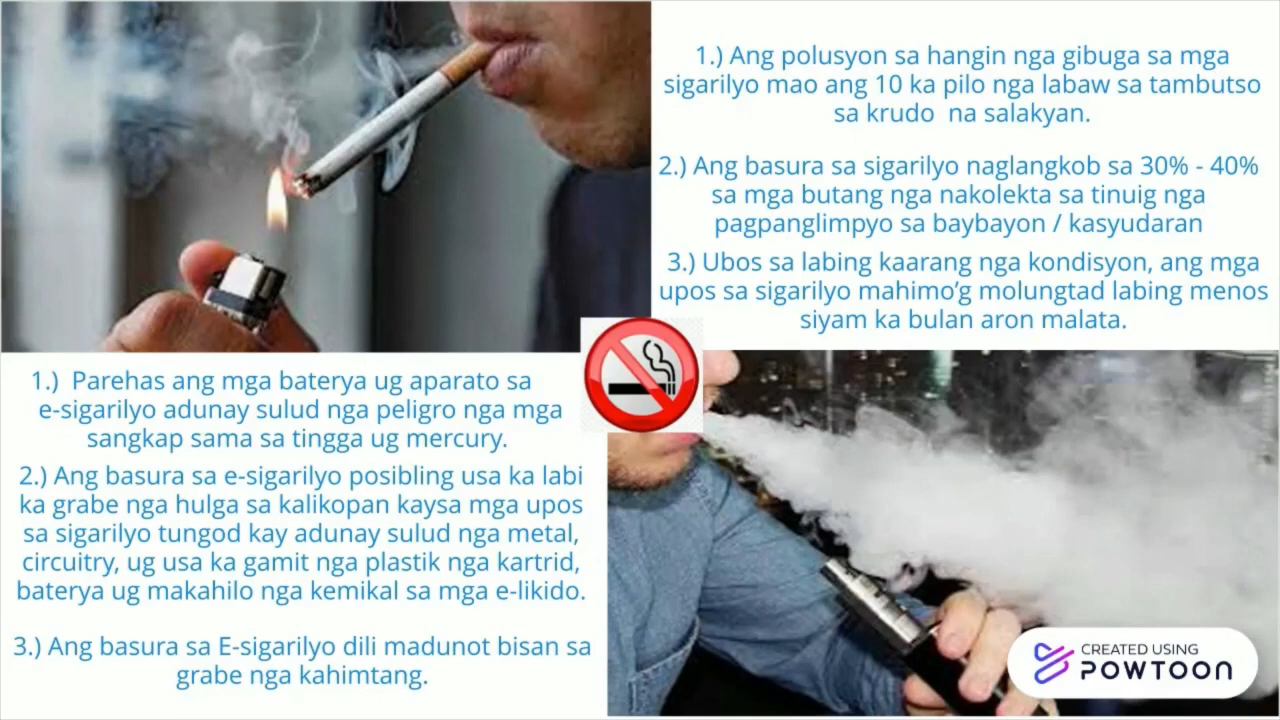 1.) Ang polusyon sa hangin nga gibuga sa mga
sigarilyo mao ang 10 ka pilo nga labaw sa tambutso
sa krudo na salakyan.
2.) Ang basura sa sigarilyo naglangkob sa 30% - 40%
sa mga butang nga nakolekta sa tinuig nga
pagpanglimpyo sa baybayon / kasyudaran
3.) Ubos sa labing kaarang nga kondisyon, ang mga
upos sa sigarilyo mahimo’g molungtad labing menos
siyam ka bulan aron malata.
1.) Parehas ang mga baterya ug aparato sa
e-sigarilyo adunay sulud nga peligro nga mga
sangkap sama sa tingga ug mercury.
2.) Ang basura sa e-sigarilyo posibling usa ka labi
ka grabe nga hulga sa kalikopan kaysa mga upos
sa sigarilyo tungod kay adunay sulud nga metal,
circuitry, ug usa ka gamit nga plastik nga kartrid,
baterya ug makahilo nga kemikal sa mga e-likido.
3.) Ang basura sa E-sigarilyo dili madunot bisan sa
grabe nga kahimtang.
CREATED USING
POWTOON